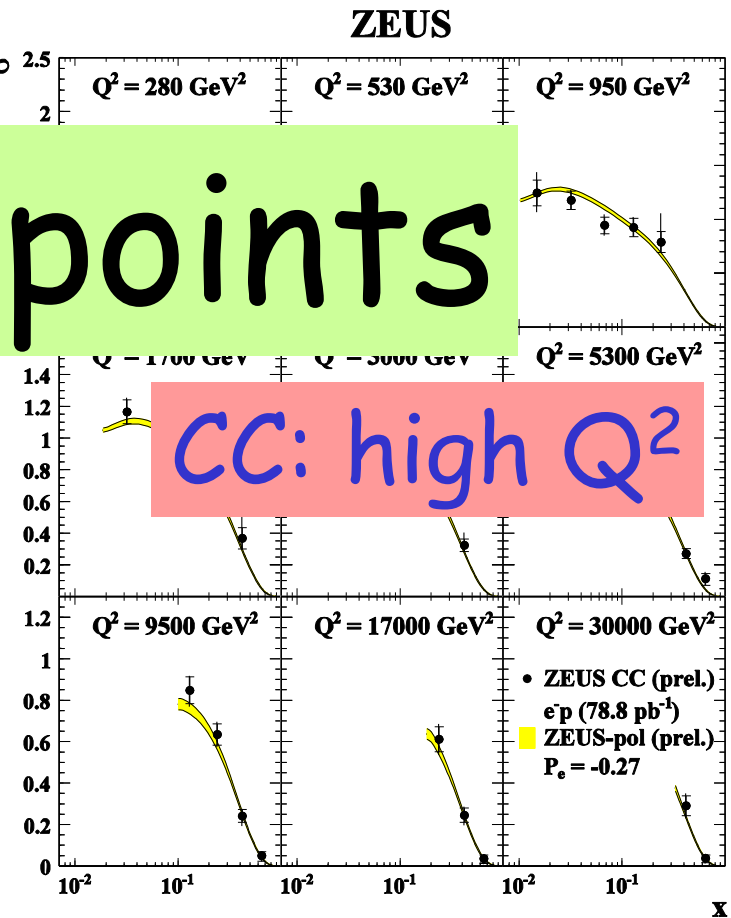 ZEUS
σ
2.5
Q² = 280 GeV²
Q² = 530 GeV²
Q² = 950 GeV²
2
points
Q² = 5300 GeV²
1.4
1.2
1
0.8
0.6
0.4
0.2
CC: high Q²
Q² = 9500 GeV²
Q² = 17000 GeV²
Q² = 30000 GeV²
1.2
1
0.8
0.6
0.4
0.2
0
ZEUS CC (prel.)
e⁻p (78.8 pb⁻¹)
ZEUS-pol (prel.)
Pₑ = -0.27
10⁻² 10⁻¹ 10⁻² 10⁻¹ 10⁻² 10⁻¹
x